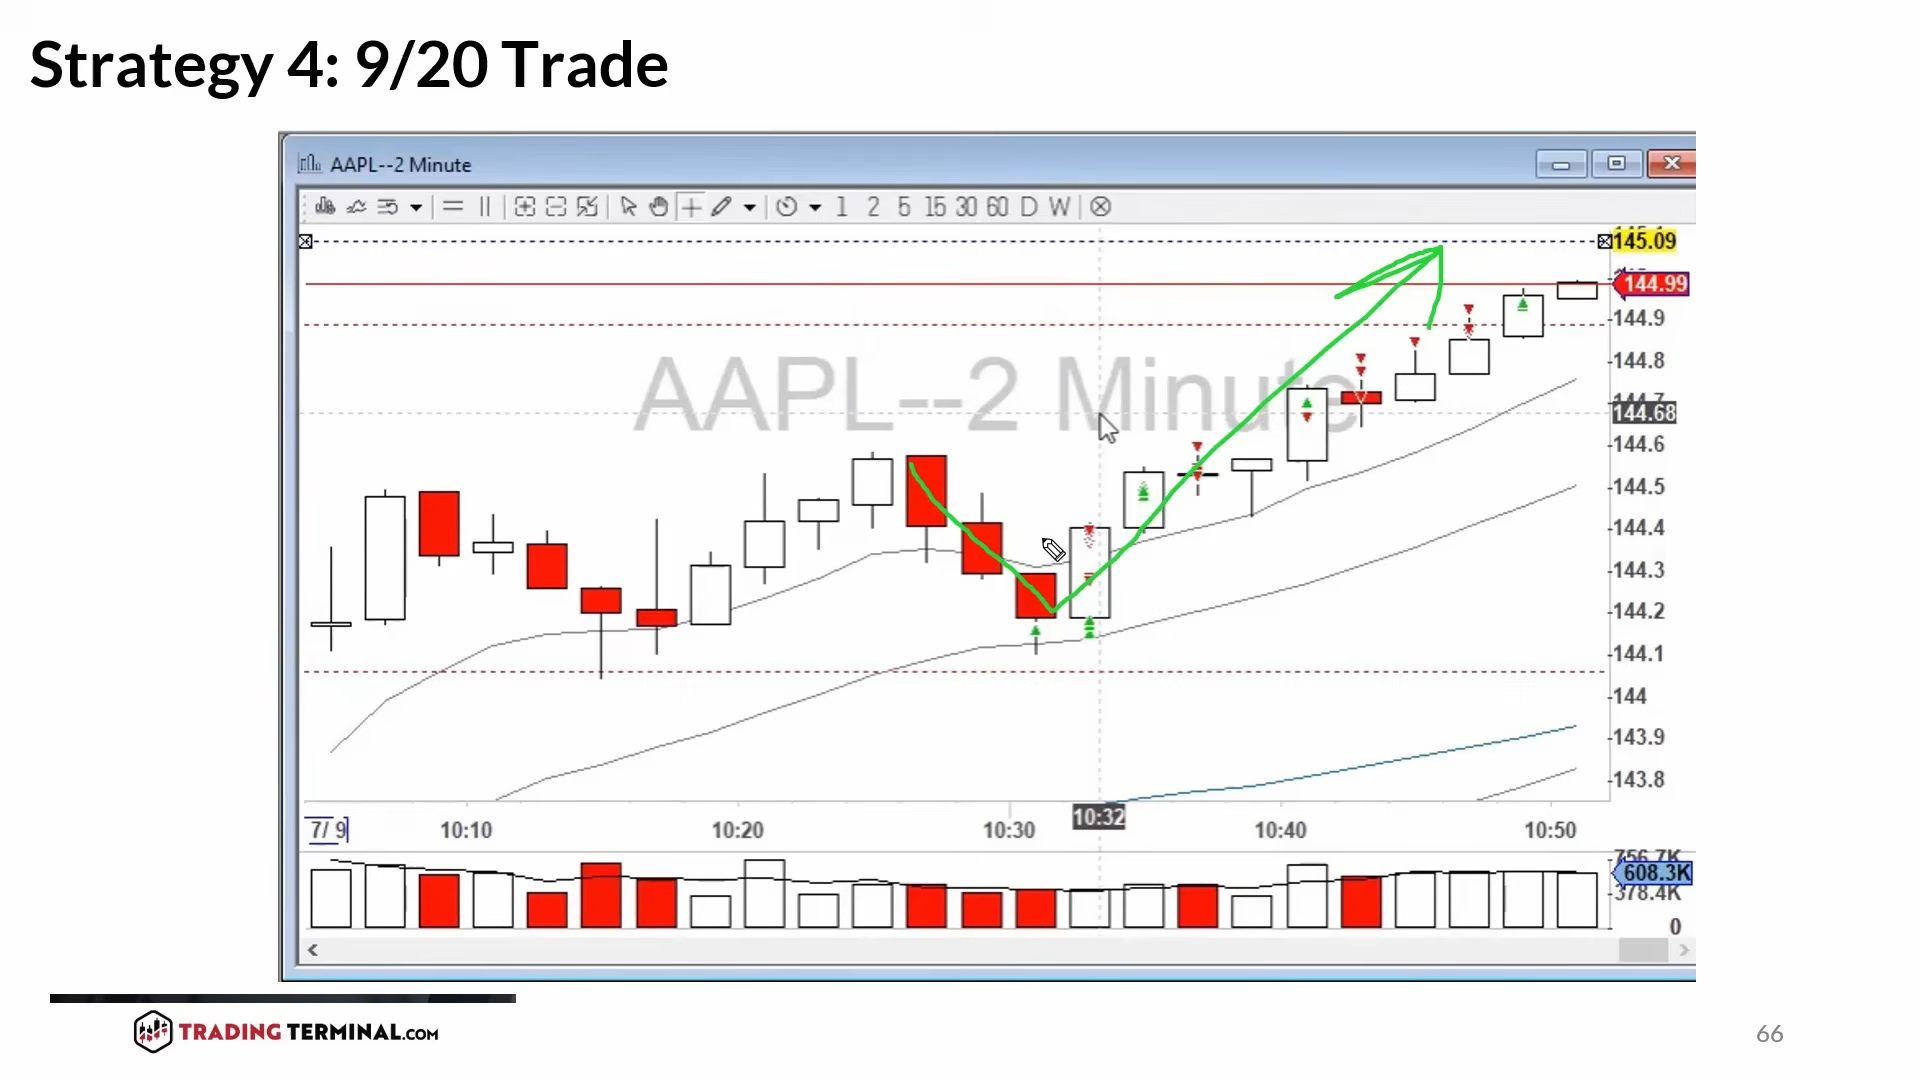 Strategy 4: 9/20 Trade
AAPL--2 Minute
1 2 5 15 30 60 D W
AAPL--2 Minute
145.09
144.99
144.9
144.8
144.7
144.68
144.6
144.5
144.4
144.3
144.2
144.1
144
143.9
143.8
7/ 9 10:10 10:20 10:30 10:32 10:40 10:50
756.7K
608.3K
378.4K
0
TRADING TERMINAL.COM
66